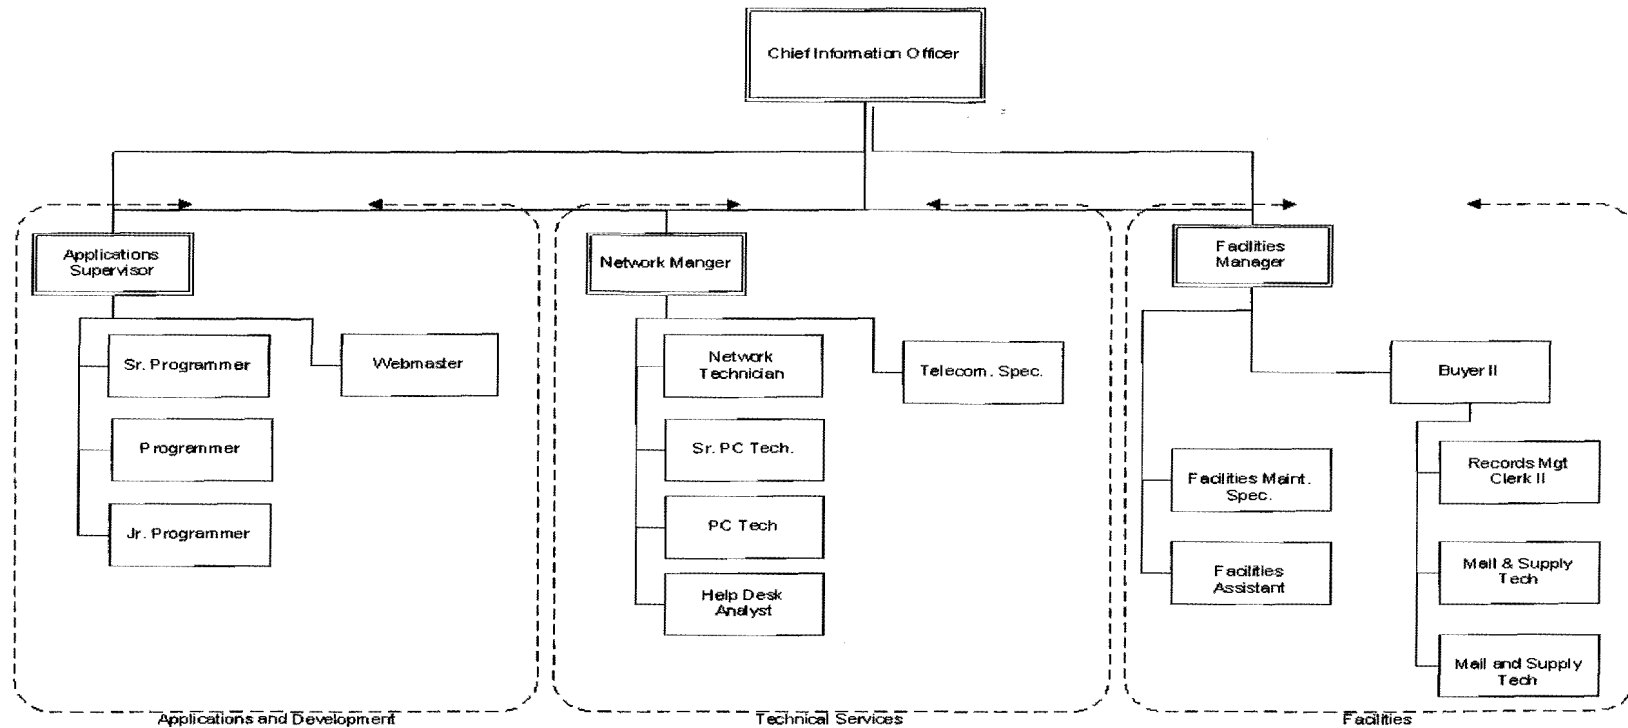 Chief Information Officer
Applications
Supervisor
Sr. Programmer
Webmaster
Programmer
Jr. Programmer
Applications and Development
Network Manger
Network
Technician
Telecom. Spec.
Sr. PC Tech.
PC Tech
Help Desk
Analyst
Technical Services
Facilities
Manager
Buyer II
Facilities Maint.
Spec.
Facilities
Assistant
Records Mgt
Clerk II
Mail & Supply
Tech
Mail and Supply
Tech
Facilities